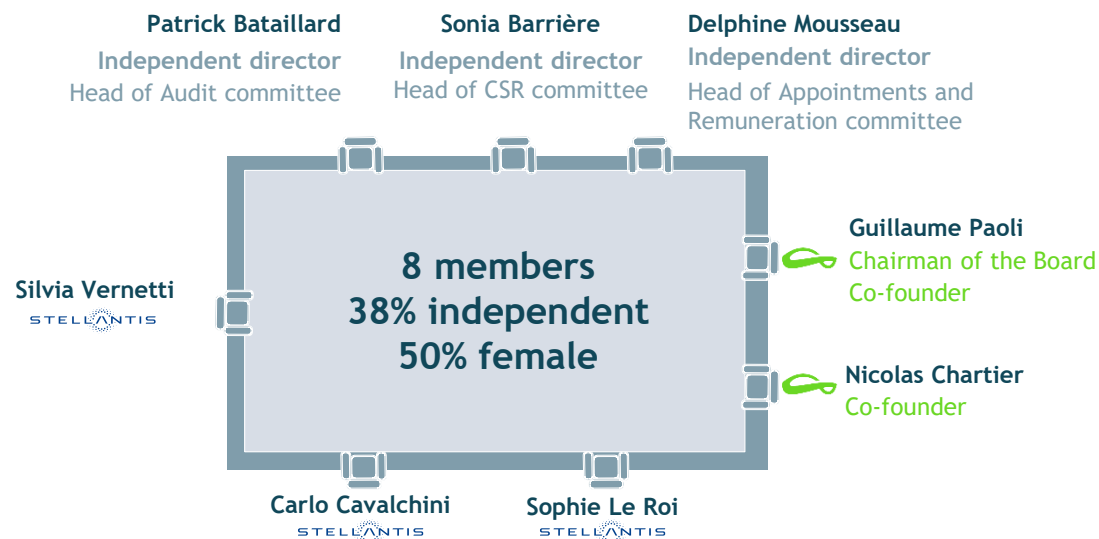 Patrick Bataillard
Independent director
Head of Audit committee
Sonia Barrière
Independent director
Head of CSR committee
Delphine Mousseau
Independent director
Head of Appointments and
Remuneration committee
8 members
38% independent
50% female
Guillaume Paoli
Chairman of the Board
Co-founder
Silvia Vernetti
STELLANTIS
Nicolas Chartier
Co-founder
Carlo Cavalchini
STELLANTIS
Sophie Le Roi
STELLANTIS